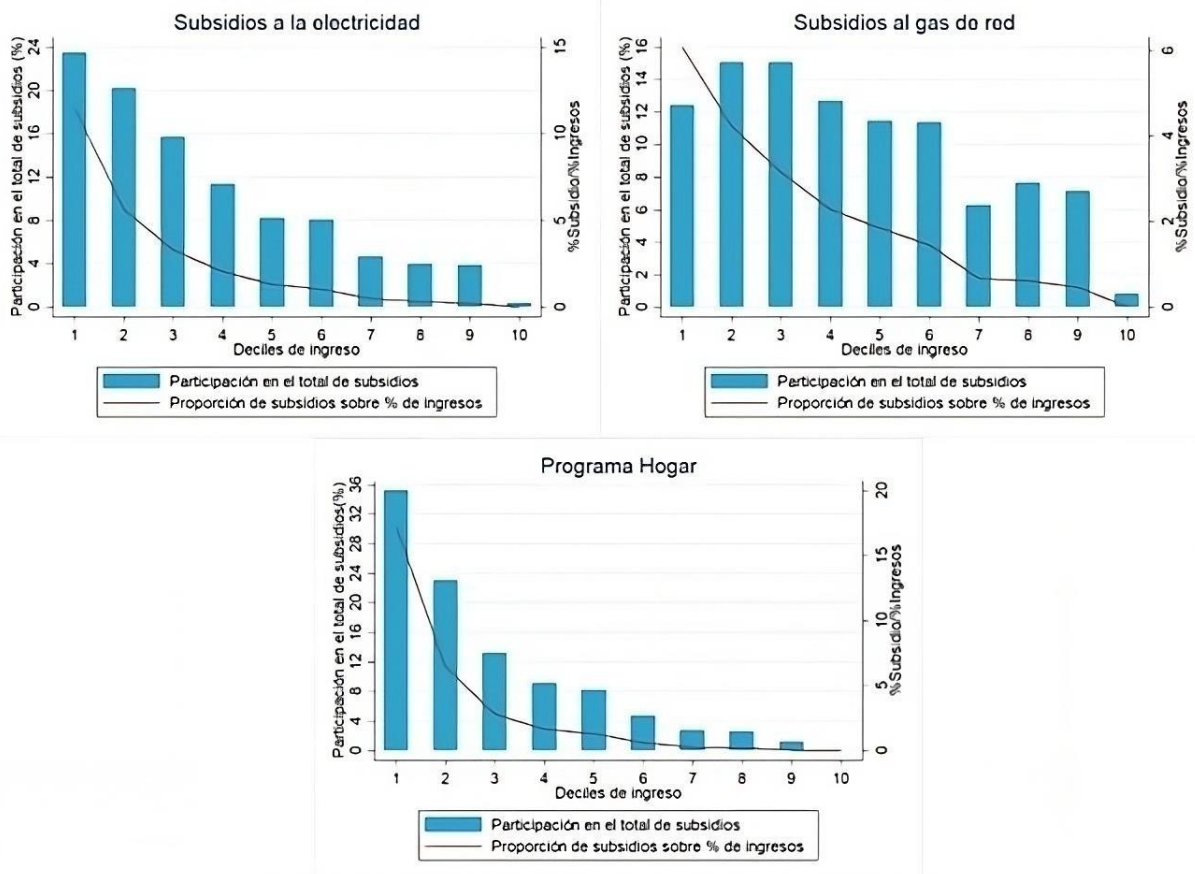 Subsidios a la electricidad
Participación en el total de subsidios (%)
24
20
16
12
8
4
0
15
10
5
0
%Subsidio/%Ingresos
1 2 3 4 5 6 7 8 9 10
Deciles de ingreso
Participación en el total de subsidios
Proporción de subsidios sobre % de ingresos
Subsidios al gas de red
Participación en el total de subsidios (%)
16
14
12
10
8
6
4
2
0
6
4
2
0
%Subsidio/%Ingresos
1 2 3 4 5 6 7 8 9 10
Deciles de ingreso
Participación en el total de subsidios
Proporción de subsidios sobre % de ingresos
Programa Hogar
Participación en el total de subsidios(%)
36
32
28
24
20
16
12
8
4
0
20
15
10
5
0
%Subsidio/%Ingresos
1 2 3 4 5 6 7 8 9 10
Deciles de ingreso
Participación en el total de subsidios
Proporción de subsidios sobre % de ingresos